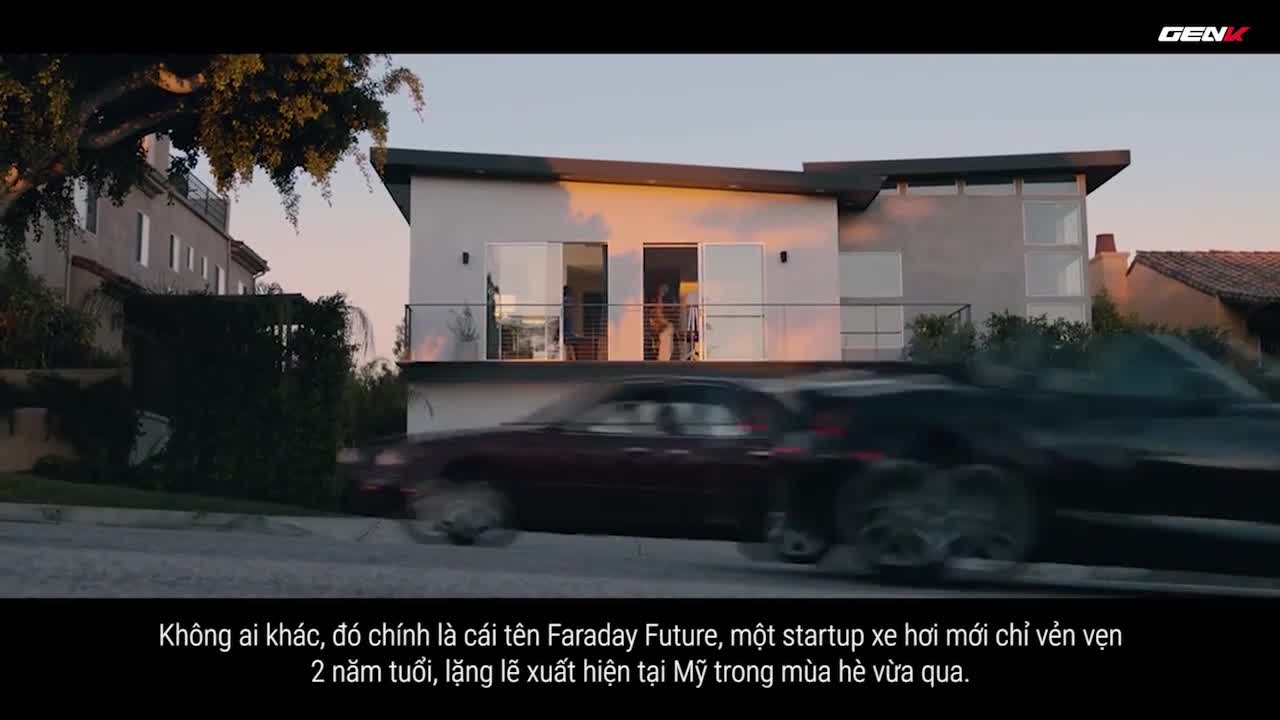 GENK
Không ai khác, đó chính là cái tên Faraday Future, một startup xe hơi mới chỉ vẻn vẹn
2 năm tuổi, lặng lẽ xuất hiện tại Mỹ trong mùa hè vừa qua.